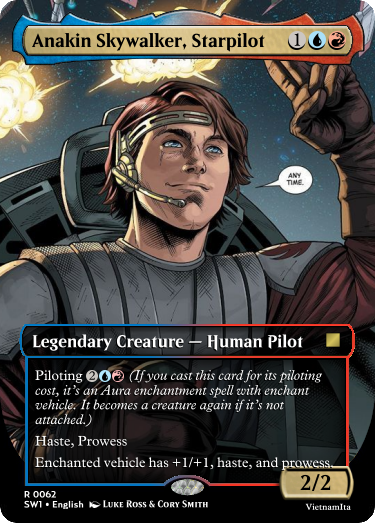 Anakin Skywalker, Starpilot 1
ANY
TIME.
Legendary Creature — Human Pilot
Piloting 2 (If you cast this card for its piloting
cost, it's an Aura enchantment spell with enchant
vehicle. It becomes a creature again if it's not
attached.)
Haste, Prowess
Enchanted vehicle has +1/+1, haste, and prowess.
2/2
R 0062
SW1 • English Luke Ross & Cory Smith
VietnamIta